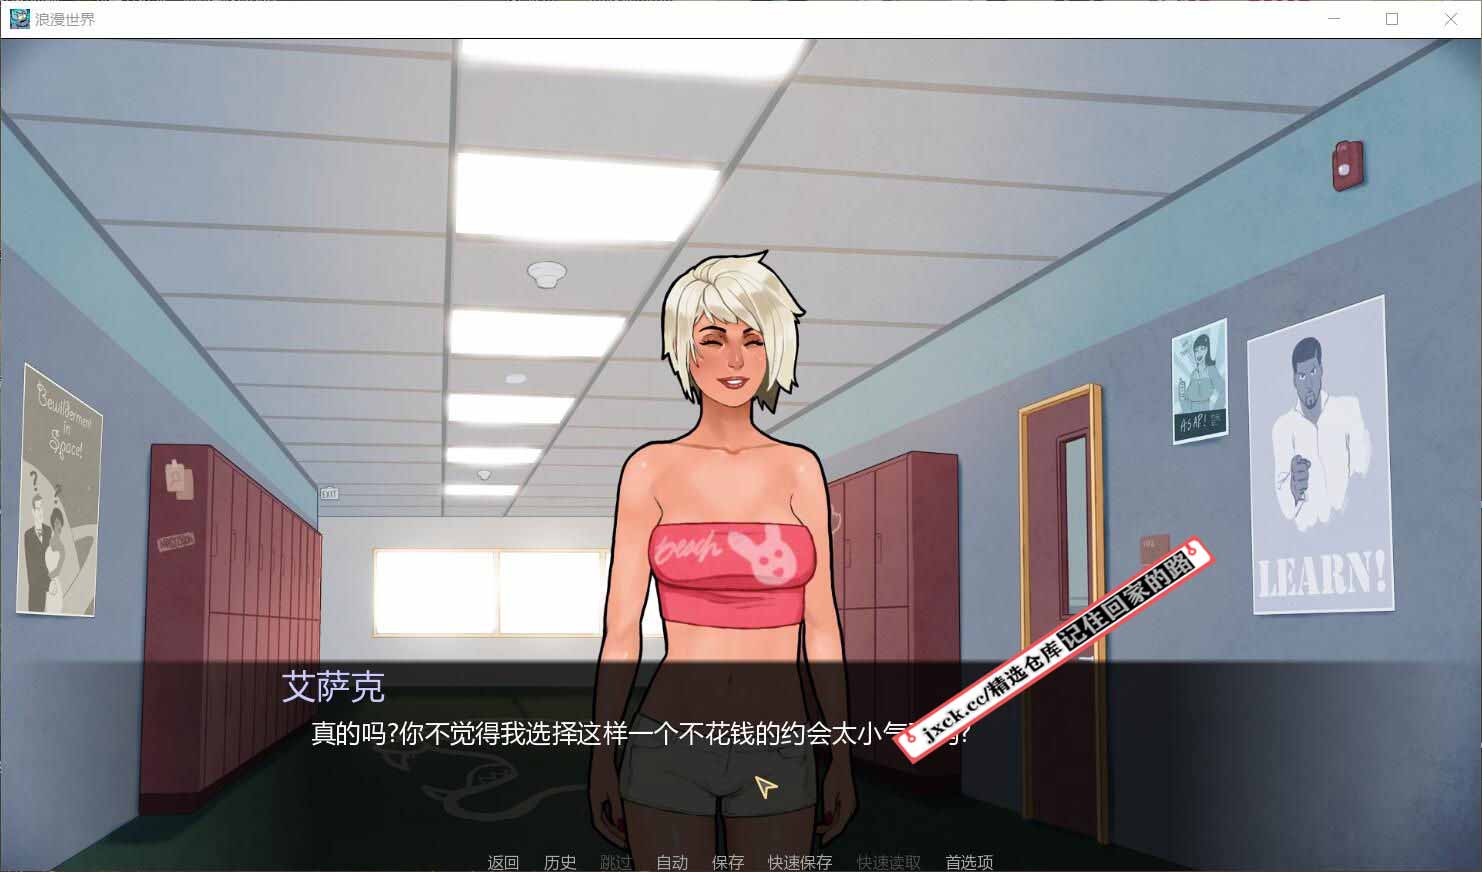 浪漫世界
Bewilderment
in
Space!
EXIT
beach
ASAP!
LEARN!
jxck.cc/精选仓库记住回家的路
艾萨克
真的吗?你不觉得我选择这样一个不花钱的约会太小气
返回 历史 跳过 自动 保存 快速保存 快速读取 首选项